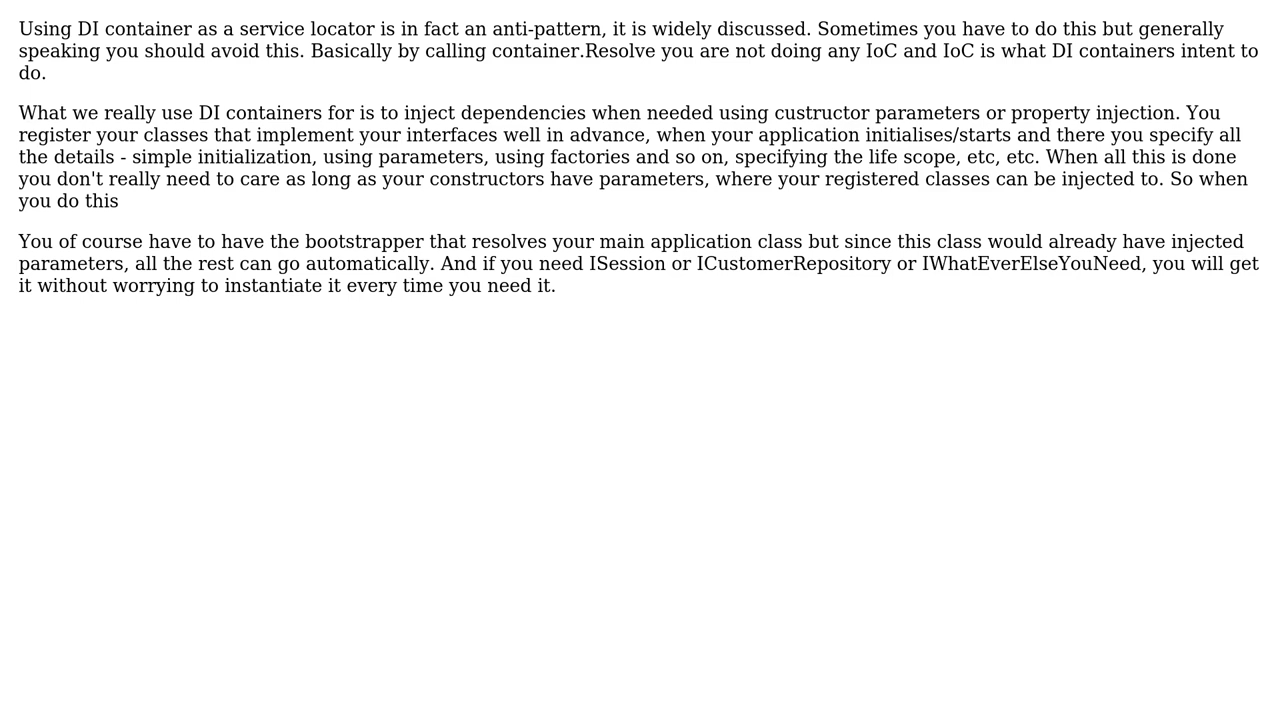 Using DI container as a service locator is in fact an anti-pattern, it is widely discussed. Sometimes you have to do this but generally
speaking you should avoid this. Basically by calling container.Resolve you are not doing any IoC and IoC is what DI containers intent to
do.
What we really use DI containers for is to inject dependencies when needed using custructor parameters or property injection. You
register your classes that implement your interfaces well in advance, when your application initialises/starts and there you specify all
the details - simple initialization, using parameters, using factories and so on, specifying the life scope, etc, etc. When all this is done
you don't really need to care as long as your constructors have parameters, where your registered classes can be injected to. So when
you do this
You of course have to have the bootstrapper that resolves your main application class but since this class would already have injected
parameters, all the rest can go automatically. And if you need ISession or ICustomerRepository or IWhatEverElseYouNeed, you will get
it without worrying to instantiate it every time you need it.